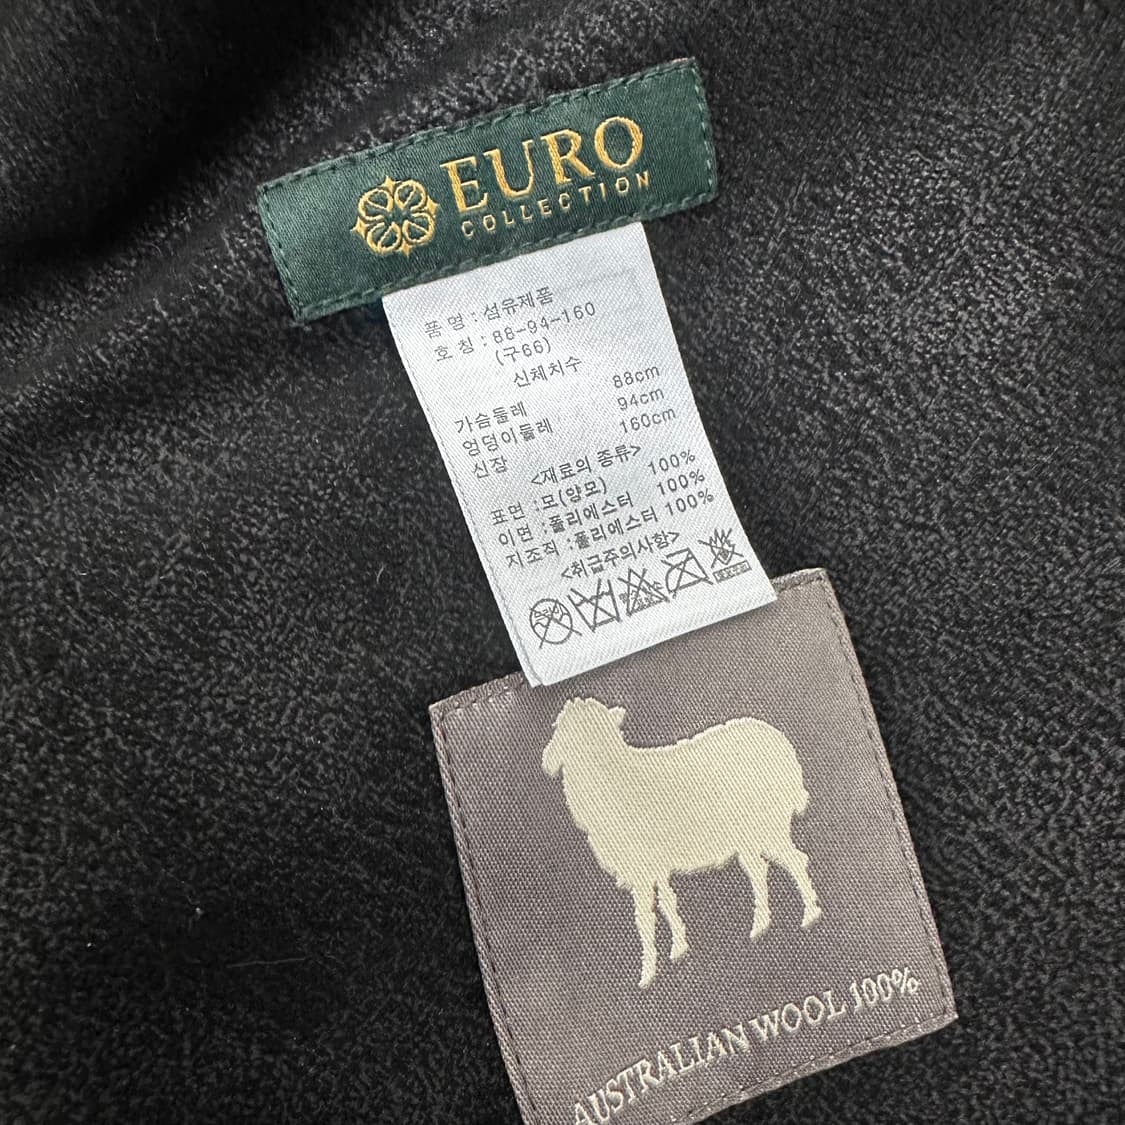 EURO
COLLECTION
품 명 : 섬유제품
호 칭 : 88-94-160
(구66)
신체치수
가슴둘레 88cm
엉덩이둘레 94cm
신장 160cm
<재료의 종류>
표면 : 모(양모) 100%
이면 : 폴리에스터 100%
지조직 : 폴리에스터 100%
<취급주의사항>
AUSTRALIAN WOOL 100%